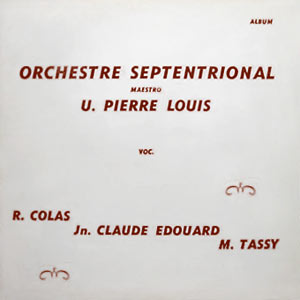 ALBUM
ORCHESTRE SEPTENTRIONAL
MAESTRO
U. PIERRE LOUIS
VOC.
R. COLAS
Jn. CLAUDE EDOUARD
M. TASSY